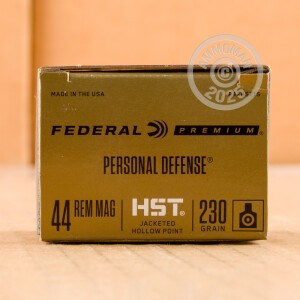 MADE IN THE USA
FEDERAL PREMIUM
PERSONAL DEFENSE®
44 REM MAG
HST®
JACKETED
HOLLOW POINT
230
GRAIN